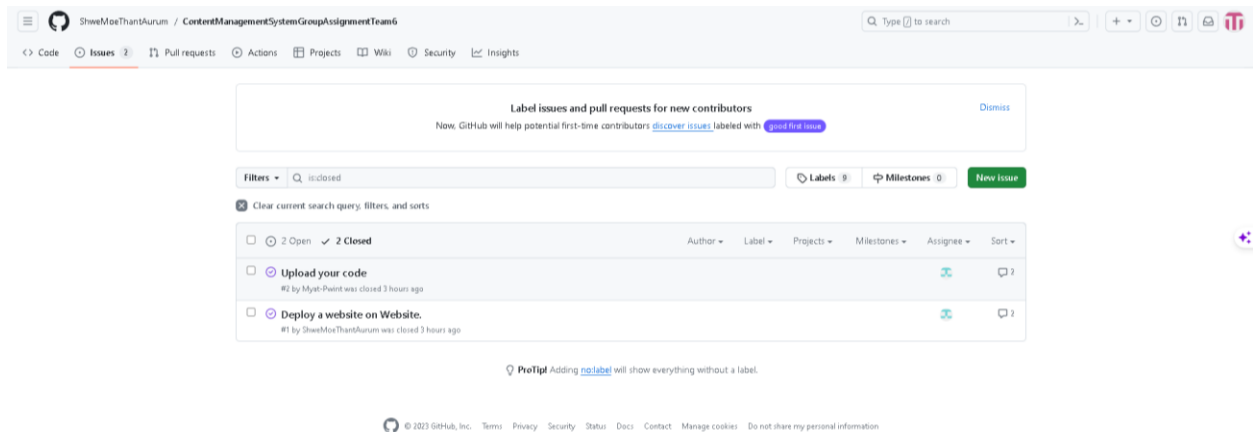 ShweMoeThantAurum / ContentManagementSystemGroupAssignmentTeam6
Type / to search
Code Issues 2 Pull requests Actions Projects Wiki Security Insights
Label issues and pull requests for new contributors
Dismiss
Now, GitHub will help potential first-time contributors discover issues labeled with good first issue
Filters is:closed Labels 9 Milestones 0 New issue
Clear current search query, filters, and sorts
2 Open 2 Closed Author Label Projects Milestones Assignee Sort
Upload your code 2
#2 by Myat-Pwint was closed 3 hours ago
Deploy a website on Website. 2
#1 by ShweMoeThantAurum was closed 3 hours ago
ProTip! Adding no:label will show everything without a label.
© 2023 GitHub, Inc. Terms Privacy Security Status Docs Contact Manage cookies Do not share my personal information